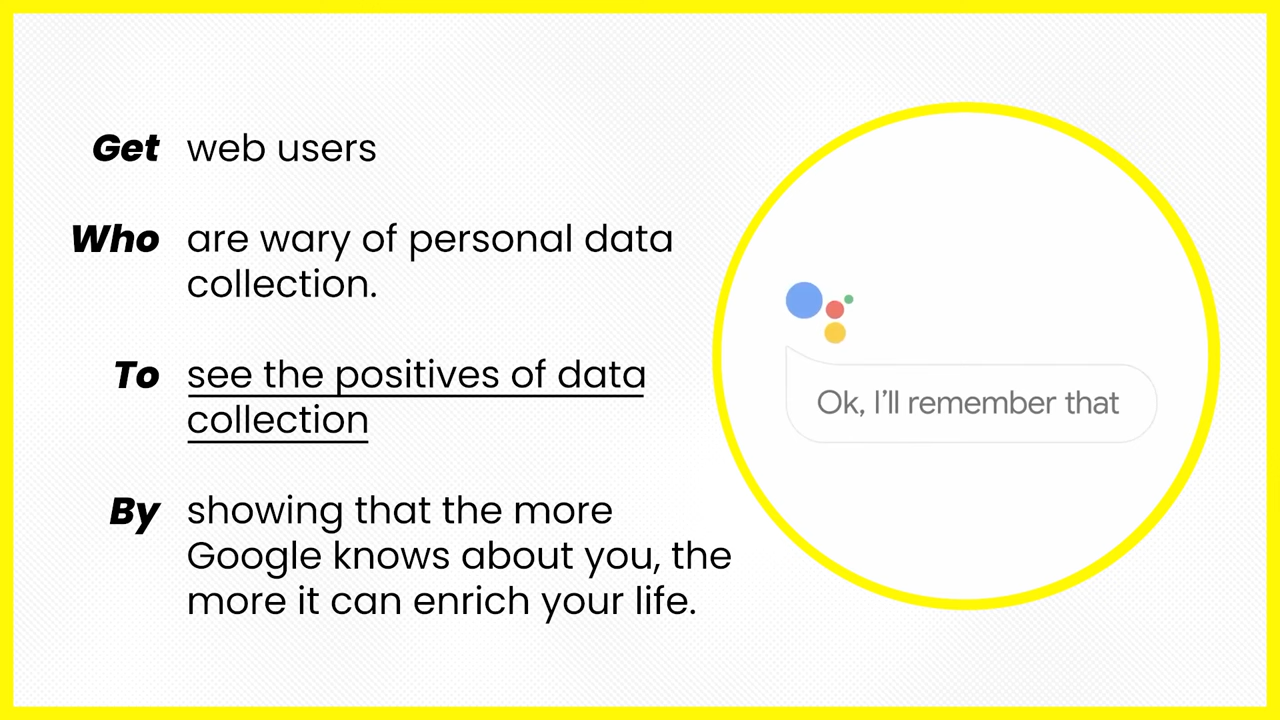 Get web users
Who are wary of personal data
collection.
To see the positives of data
collection
By showing that the more
Google knows about you, the
more it can enrich your life.
Ok, I'll remember that